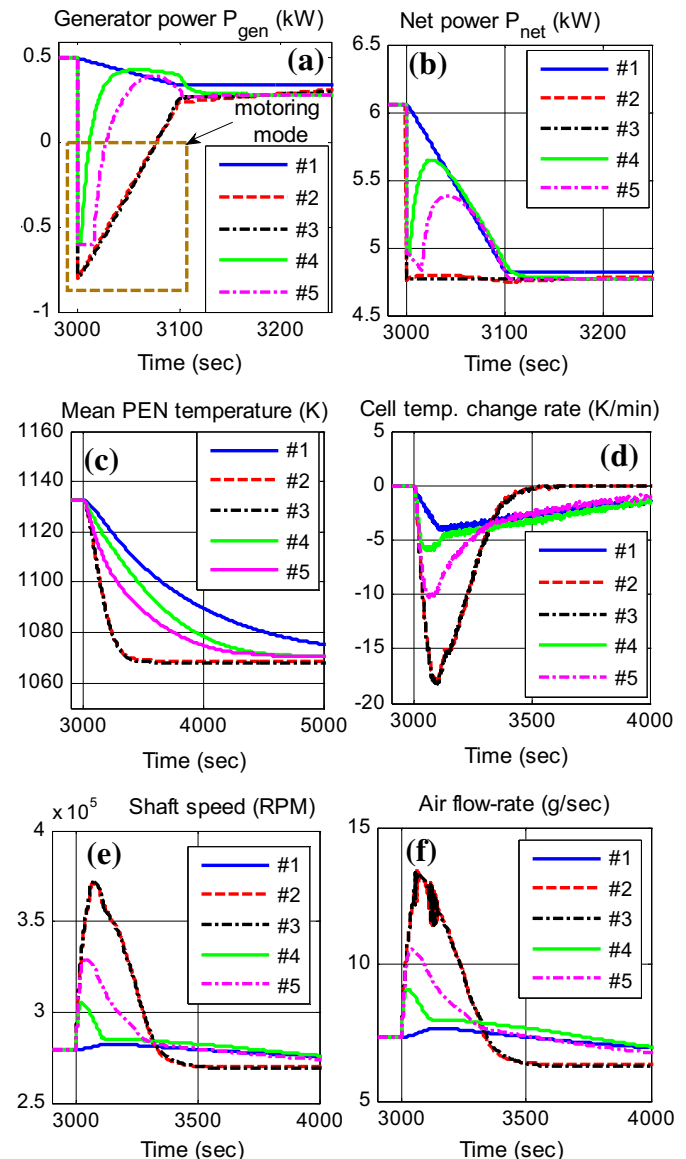 Generator power P_gen (kW)
0.5
0
0.5
-1
(a)
motoring
mode
#1
#2
#3
#4
#5
3000 3100 3200
Time (sec)
Net power P_net (kW)
6.5
6
5.5
5
4.5
(b)
#1
#2
#3
#4
#5
3000 3100 3200
Time (sec)
Mean PEN temperature (K)
1160
1140
1120
1100
1080
1060
(c)
#1
#2
#3
#4
#5
3000 4000 5000
Time (sec)
Cell temp. change rate (K/min)
5
0
-5
-10
-15
-20
(d)
#1
#2
#3
#4
#5
3000 3500 4000
Time (sec)
x 10^5 Shaft speed (RPM)
4
3.5
3
2.5
(e)
#1
#2
#3
#4
#5
3000 3500 4000
Time (sec)
Air flow-rate (g/sec)
15
10
5
(f)
#1
#2
#3
#4
#5
3000 3500 4000
Time (sec)